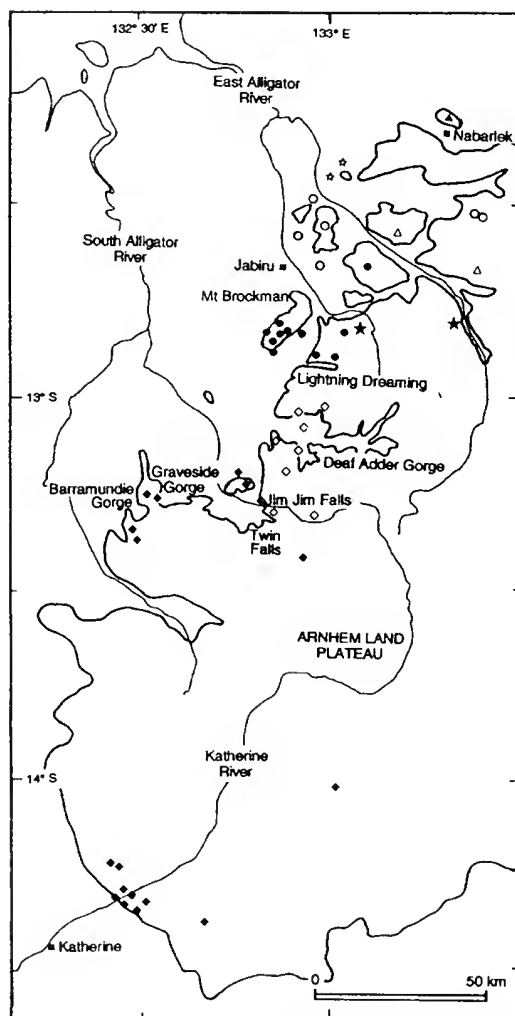 132° 30' E
133° E
East Alligator
River
Nabarlek
South Alligator
River
Jabiru
Mt Brockman
Lightning Dreaming
13° S
Deaf Adder Gorge
Graveside
Gorge
Barramundie
Gorge
Jim Jim Falls
Twin
Falls
ARNHEM LAND
PLATEAU
Katherine
River
14° S
Katherine
0
50 km